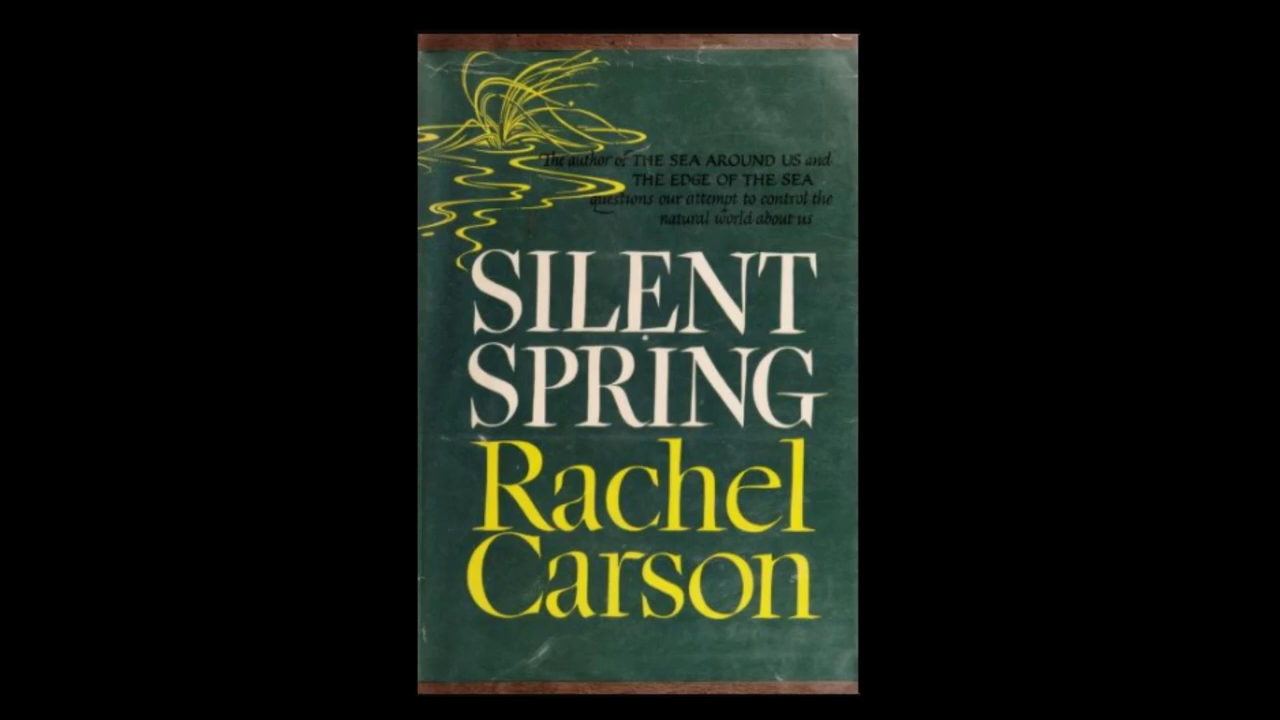 The author of THE SEA AROUND US and
THE EDGE OF THE SEA
questions our attempt to control the
natural world about us
SILENT
SPRING
Rachel
Carson